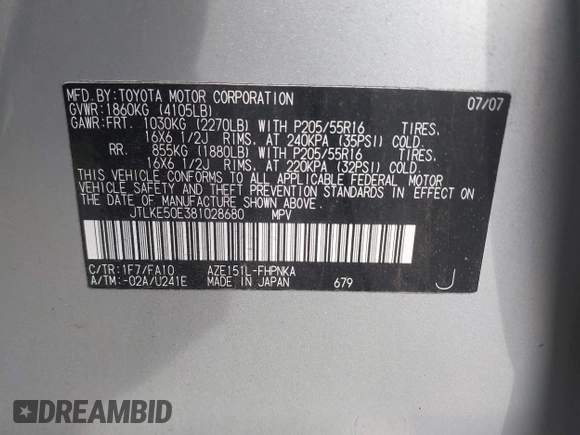 MFD. BY: TOYOTA MOTOR CORPORATION 07/07
GVWR: 1860KG (4105LB)
GAWR: FRT. 1030KG (2270LB) WITH P205/55R16 TIRES,
16X6 1/2J RIMS, AT 240KPA (35PSI) COLD.
RR. 855KG (1880LB) WITH P205/55R16 TIRES,
16X6 1/2J RIMS, AT 220KPA (32PSI) COLD.
THIS VEHICLE CONFORMS TO ALL APPLICABLE FEDERAL MOTOR
VEHICLE SAFETY AND THEFT PREVENTION STANDARDS IN EFFECT ON
THE DATE OF MANUFACTURE SHOWN ABOVE.
JTLKE50E381028680 MPV
C/TR: 1F7/FA10 AZE151L-FHPNKA
A/TM: -02A/U241E MADE IN JAPAN 679 J
DREAMBID